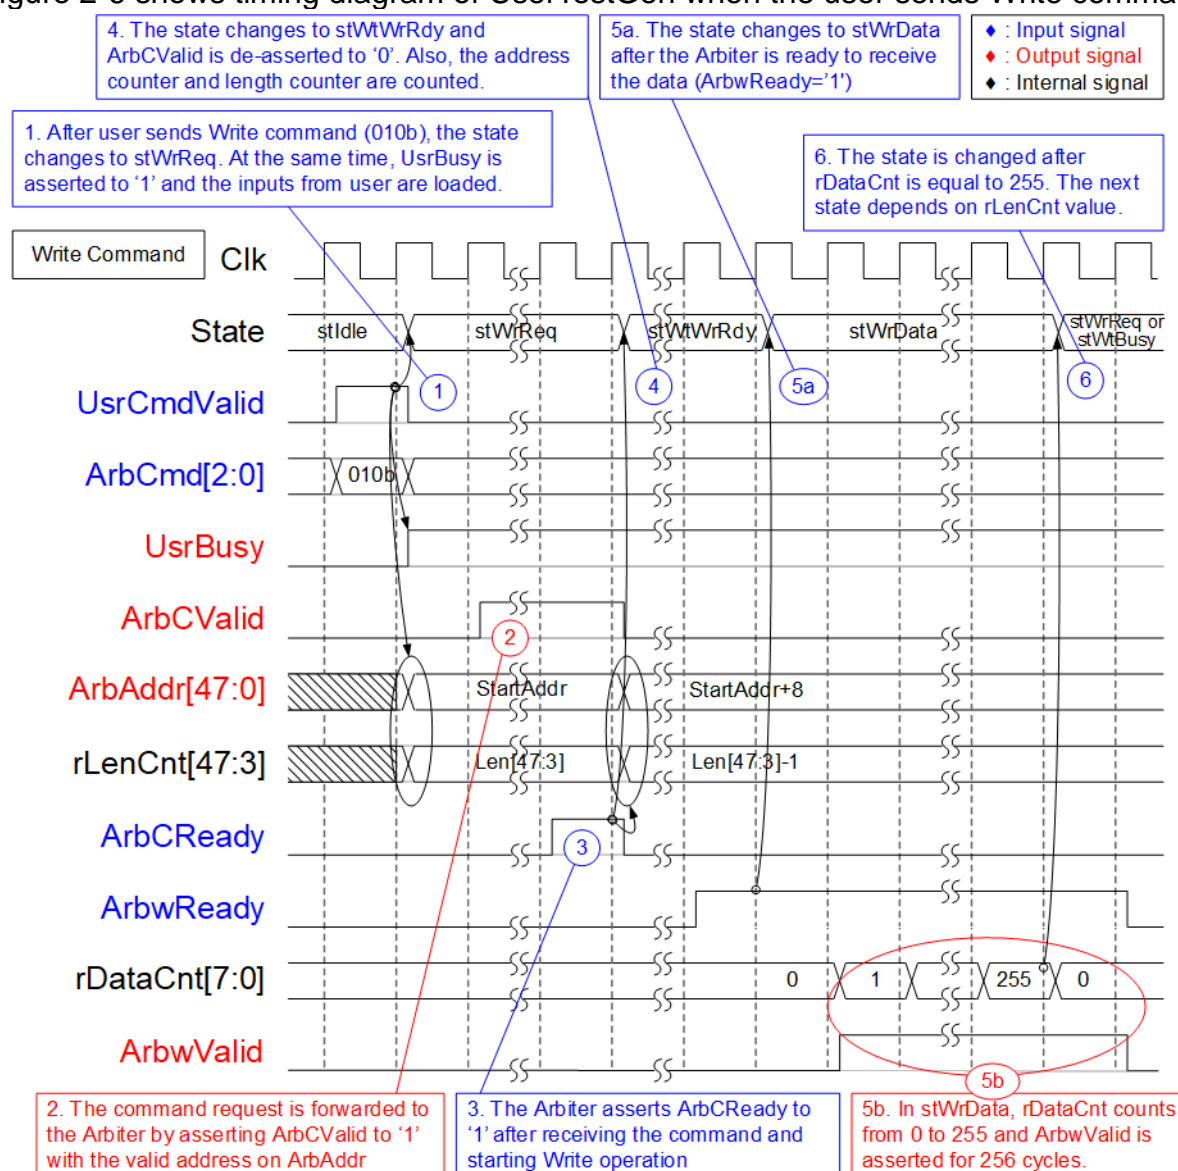 4. The state changes to stWtWrRdy and
ArbCValid is de-asserted to ‘0’. Also, the address
counter and length counter are counted.
5a. The state changes to stWrData
after the Arbiter is ready to receive
the data (ArbwReady=’1’)
♦ : Input signal
♦ : Output signal
♦ : Internal signal
1. After user sends Write command (010b), the state
changes to stWrReq. At the same time, UsrBusy is
asserted to ‘1’ and the inputs from user are loaded.
6. The state is changed after
rDataCnt is equal to 255. The next
state depends on rLenCnt value.
Write Command
Clk
State
stIdle
stWrReq
stWtWrRdy
stWrData
stWrReq or
stWtBusy
1
4
5a
6
UsrCmdValid
ArbCmd[2:0]
010b
UsrBusy
ArbCValid
2
ArbAddr[47:0]
StartAddr
StartAddr+8
rLenCnt[47:3]
Len[47:3]
Len[47:3]-1
ArbCReady
3
ArbwReady
rDataCnt[7:0]
0
1
255
0
ArbwValid
5b
2. The command request is forwarded to
the Arbiter by asserting ArbCValid to ‘1’
with the valid address on ArbAddr
3. The Arbiter asserts ArbCReady to
‘1’ after receiving the command and
starting Write operation
5b. In stWrData, rDataCnt counts
from 0 to 255 and ArbwValid is
asserted for 256 cycles.